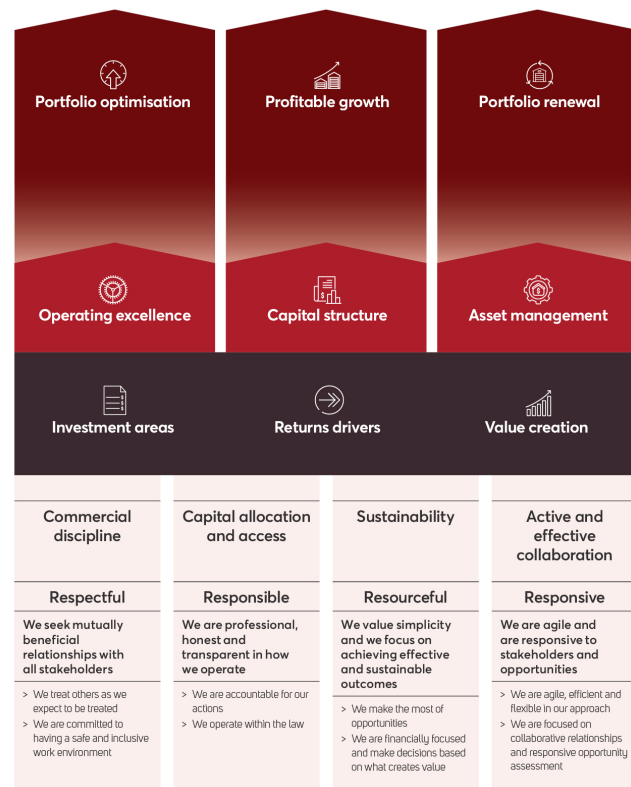 Portfolio optimisation
Profitable growth
Portfolio renewal
Operating excellence
Capital structure
Asset management
Investment areas
Returns drivers
Value creation
Commercial
discipline
Capital allocation
and access
Sustainability
Active and
effective
collaboration
Respectful
We seek mutually
beneficial
relationships with
all stakeholders
> We treat others as we
expect to be treated
> We are committed to
having a safe and inclusive
work environment
Responsible
We are professional,
honest and
transparent in how
we operate
> We are accountable for our
actions
> We operate within the law
Resourceful
We value simplicity
and we focus on
achieving effective
and sustainable
outcomes
> We make the most of
opportunities
> We are financially focused
and make decisions based
on what creates value
Responsive
We are agile and
are responsive to
stakeholders and
opportunities
> We are agile, efficient and
flexible in our approach
> We are focused on
collaborative relationships
and responsive opportunity
assessment